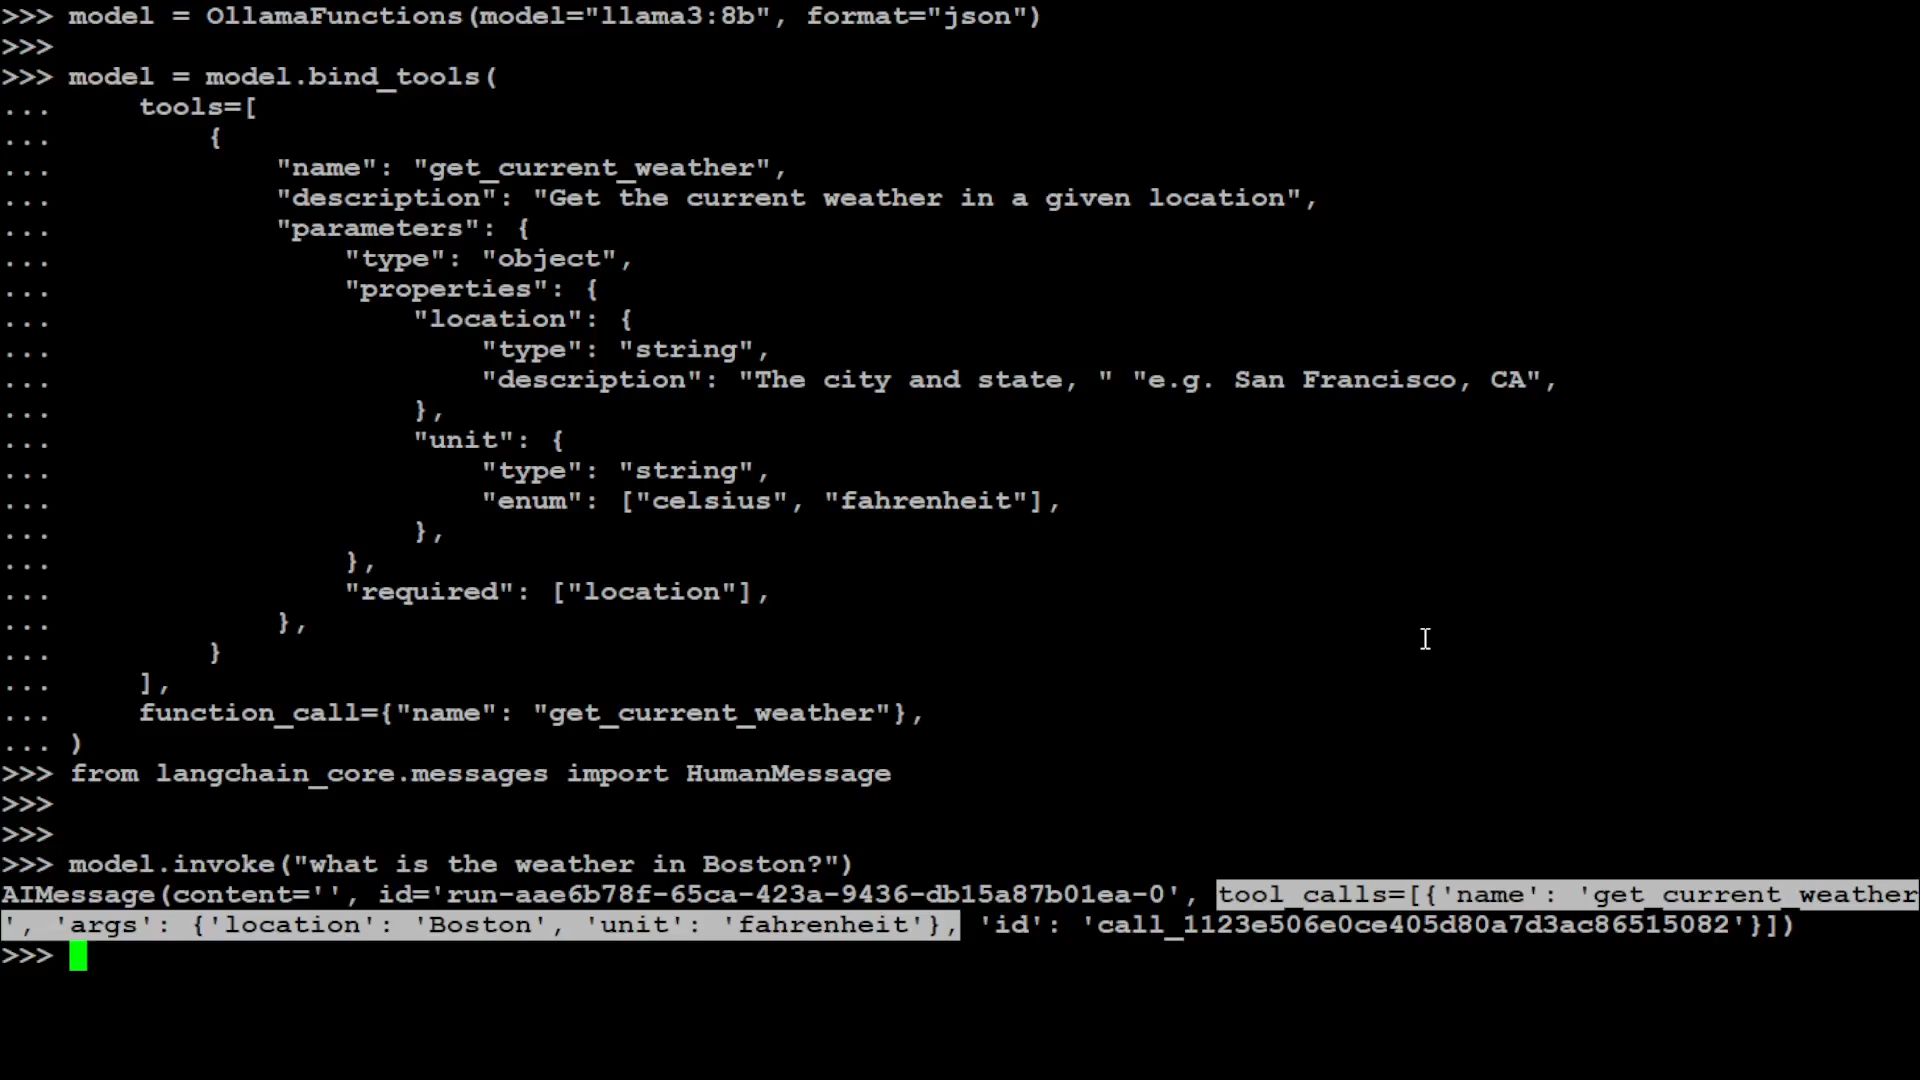 >>> model = OllamaFunctions(model="llama3:8b", format="json")
>>>
>>> model = model.bind_tools(
...     tools=[
...         {
...             "name": "get_current_weather",
...             "description": "Get the current weather in a given location",
...             "parameters": {
...                 "type": "object",
...                 "properties": {
...                     "location": {
...                         "type": "string",
...                         "description": "The city and state, " "e.g. San Francisco, CA",
...                     },
...                     "unit": {
...                         "type": "string",
...                         "enum": ["celsius", "fahrenheit"],
...                     },
...                 },
...                 "required": ["location"],
...             },
...         }
...     ],
...     function_call={"name": "get_current_weather"},
... )
>>> from langchain_core.messages import HumanMessage
>>>
>>>
>>> model.invoke("what is the weather in Boston?")
AIMessage(content='', id='run-aae6b78f-65ca-423a-9436-db15a87b01ea-0', tool_calls=[{'name': 'get_current_weather
', 'args': {'location': 'Boston', 'unit': 'fahrenheit'}, 'id': 'call_1123e506e0ce405d80a7d3ac86515082'}])
>>>